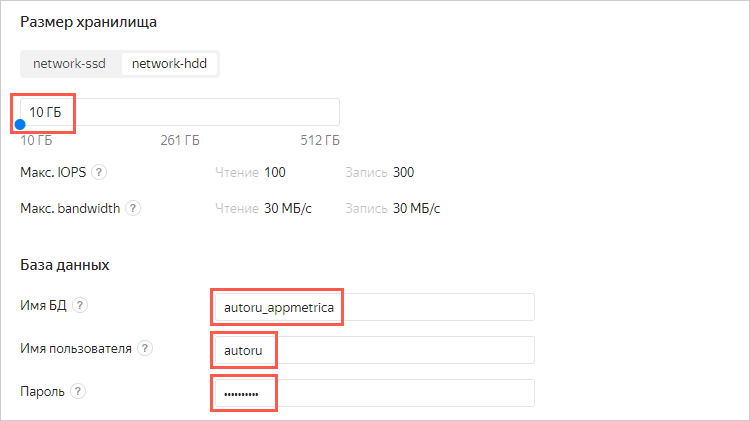 Размер хранилища
network-ssd network-hdd
10 ГБ
10 ГБ 261 ГБ 512 ГБ
Макс. IOPS ? Чтение 100 Запись 300
Макс. bandwidth ? Чтение 30 МБ/с Запись 30 МБ/с
База данных
Имя БД ? autoru_appmetrica
Имя пользователя ? autoru
Пароль ? ••••••••••